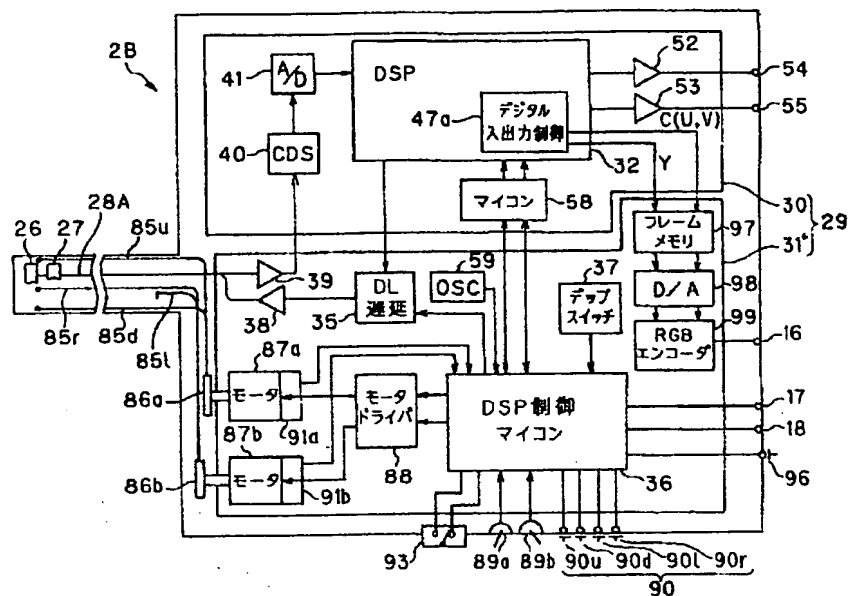 2B
41
A/D
DSP
52
54
53
55
C(U,V)
47a
デジタル
入出力制御
40
CDS
32
Y
マイコン
58
30
29
31'
26
27
28A
85u
39
59
OSC
37
フレーム
メモリ
97
DL
遅延
35
38
デップ
スイッチ
D/A
98
99
RGB
エンコーダ
16
85r
85d
85l
87a
86a
モータ
91a
モータ
ドライバ
88
DSP制御
マイコン
36
17
18
96
87b
86b
モータ
91b
93
89a
89b
90u
90d
90l
90r
90